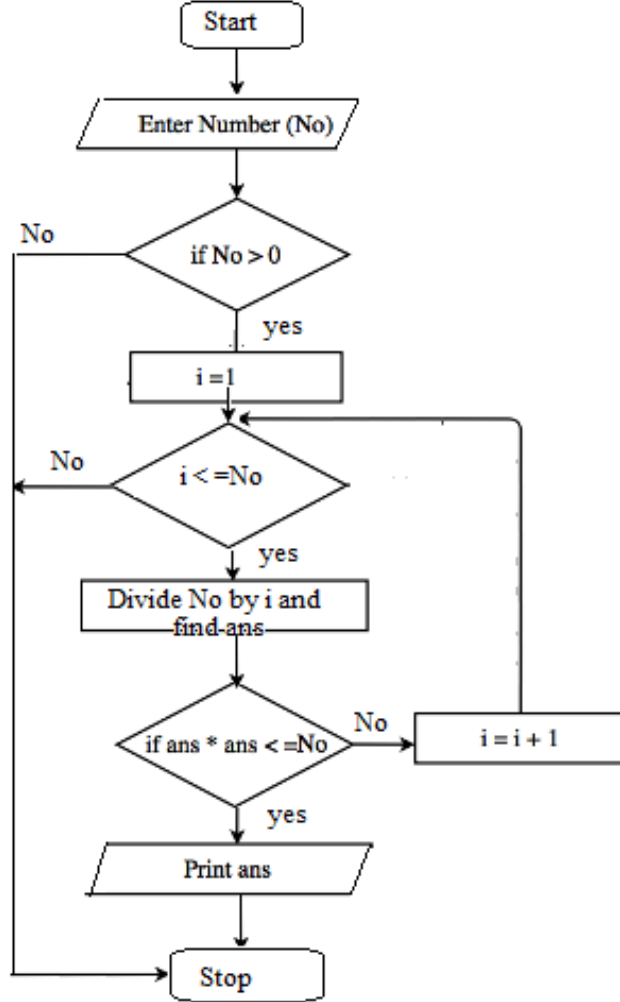 Start
Enter Number (No)
No
if No > 0
yes
i =1
No
i < =No
yes
Divide No by i and
find ans
if ans * ans < =No
No
i = i + 1
yes
Print ans
Stop